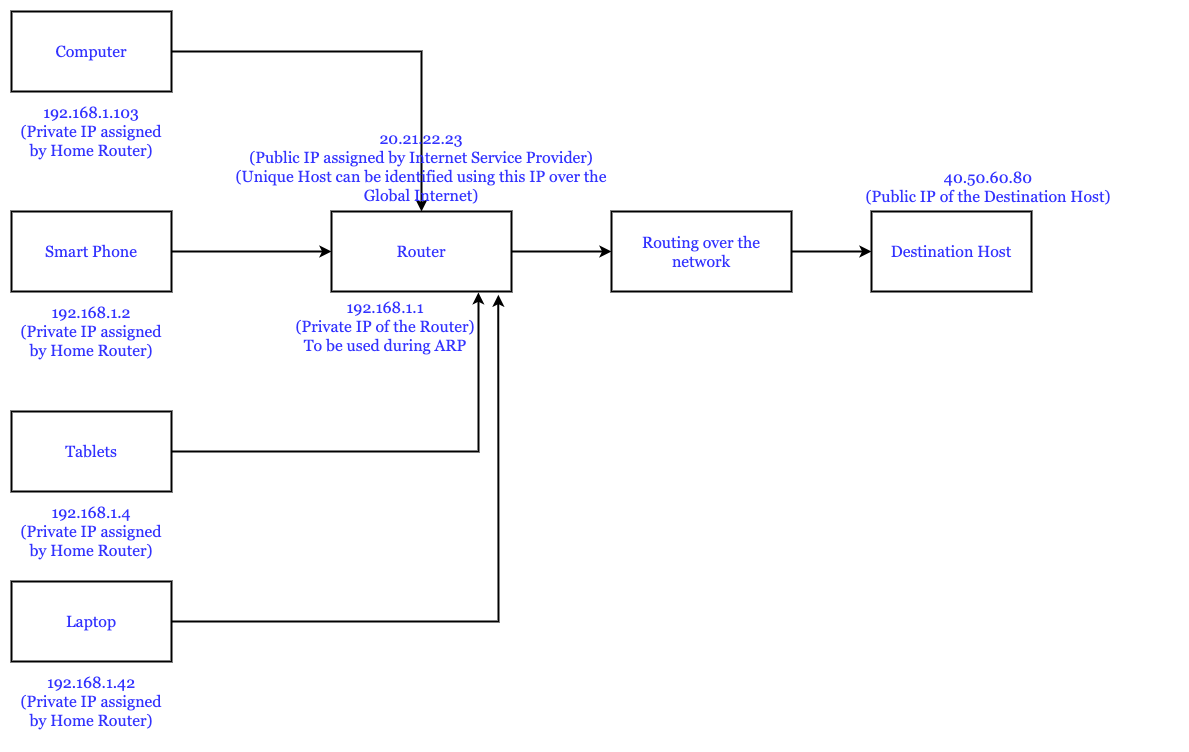 Computer
192.168.1.103
(Private IP assigned
by Home Router)
20.21.22.23
(Public IP assigned by Internet Service Provider)
(Unique Host can be identified using this IP over the
Global Internet)
40.50.60.80
(Public IP of the Destination Host)
Smart Phone
Router
Routing over the
network
Destination Host
192.168.1.2
(Private IP assigned
by Home Router)
192.168.1.1
(Private IP of the Router)
To be used during ARP
Tablets
192.168.1.4
(Private IP assigned
by Home Router)
Laptop
192.168.1.42
(Private IP assigned
by Home Router)